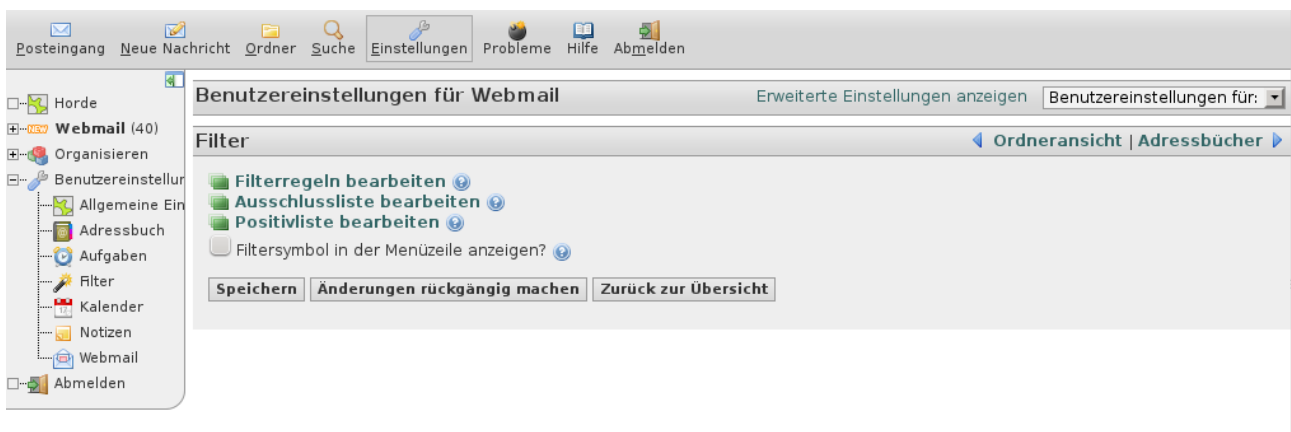 Posteingang Neue Nachricht Ordner Suche Einstellungen Probleme Hilfe Abmelden
Horde
NEW Webmail (40)
Organisieren
Benutzereinstellur
Allgemeine Ein
Adressbuch
Aufgaben
Filter
Kalender
Notizen
Webmail
Abmelden
Benutzereinstellungen für Webmail Erweiterte Einstellungen anzeigen Benutzereinstellungen für:
Filter Ordneransicht | Adressbücher
Filterregeln bearbeiten
Ausschlussliste bearbeiten
Positivliste bearbeiten
Filtersymbol in der Menüzeile anzeigen?
Speichern Änderungen rückgängig machen Zurück zur Übersicht